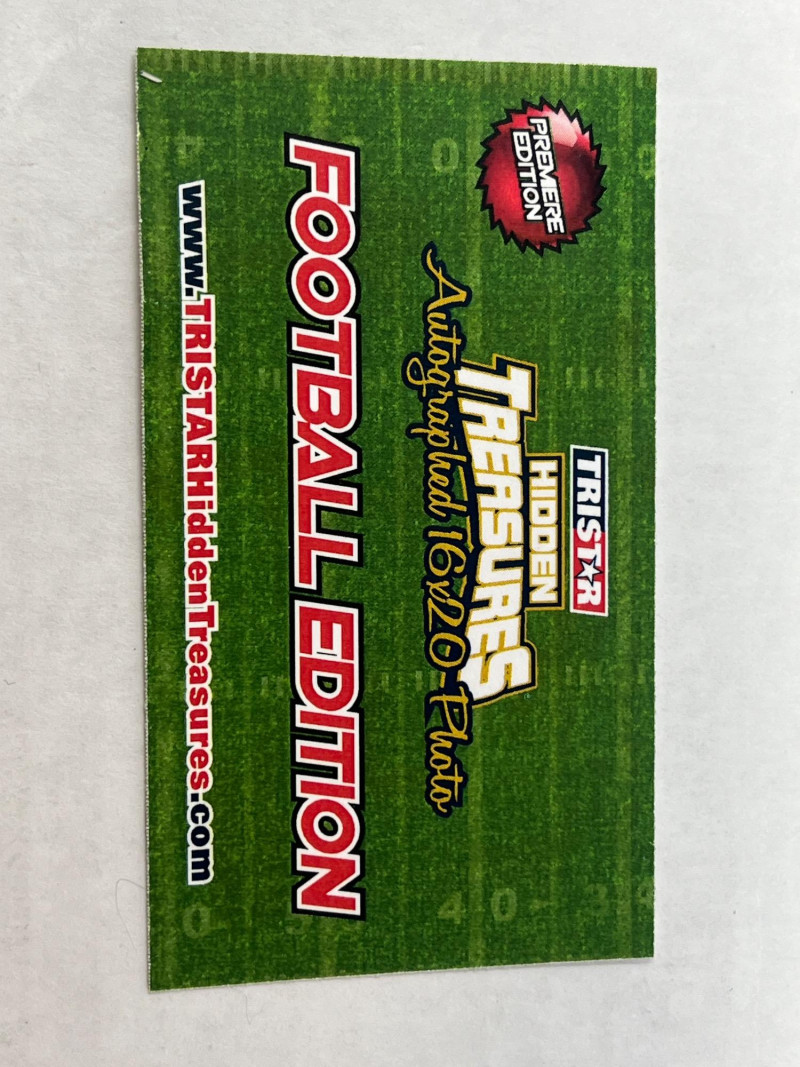 PREMIERE
EDITION
TRISTAR
HIDDEN
TREASURES
Autographed 16x20 Photo
FOOTBALL EDITION
www.TRISTARHiddenTreasures.com